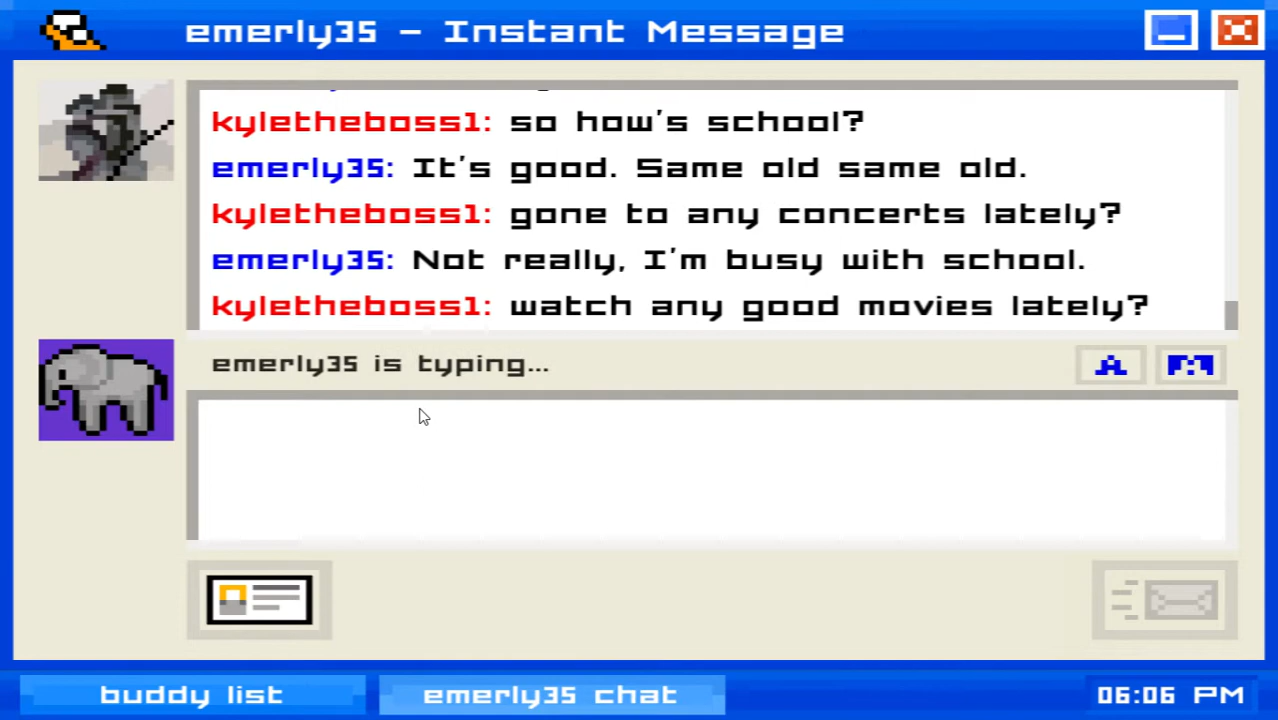 emerly35 - Instant Message
kyletheboss1: so how's school?
emerly35: It's good. Same old same old.
kyletheboss1: gone to any concerts lately?
emerly35: Not really, I'm busy with school.
kyletheboss1: watch any good movies lately?
emerly35 is typing...
A
buddy list
emerly35 chat
06:06 PM